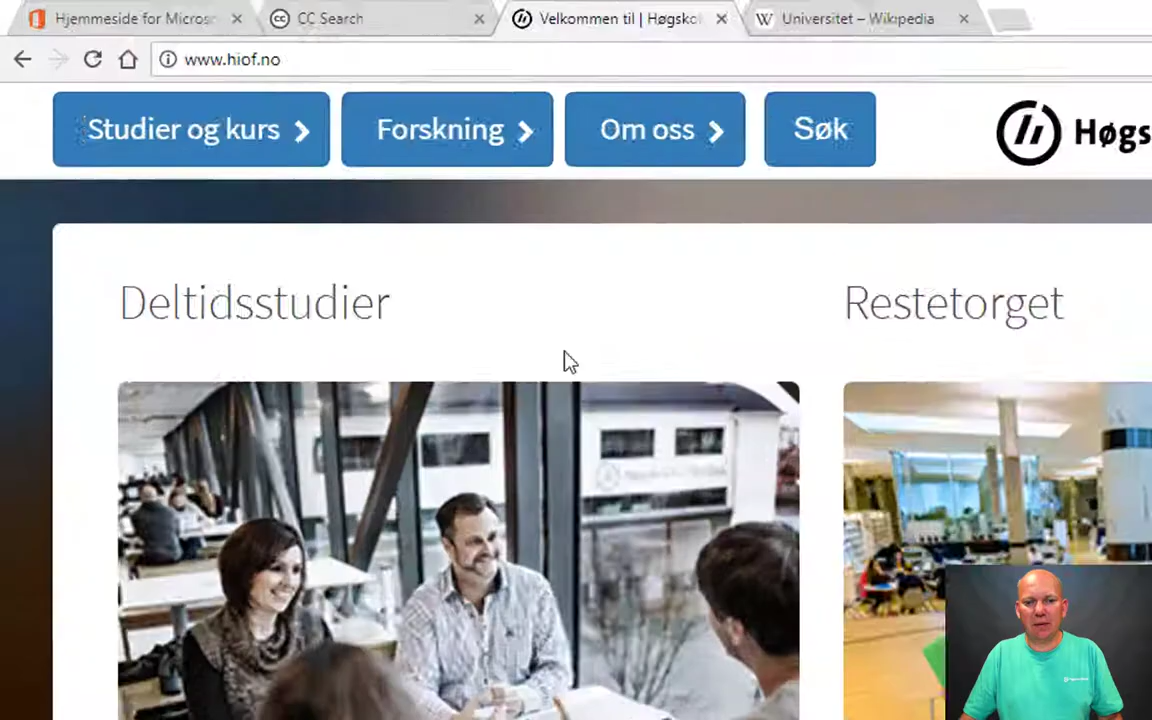 Hjemmeside for Micros
CC Search
Velkommen til | Høgsko
Universitet – Wikipedia
www.hiof.no
Studier og kurs
Forskning
Om oss
Søk
Høgs
Deltidsstudier
Restetorget